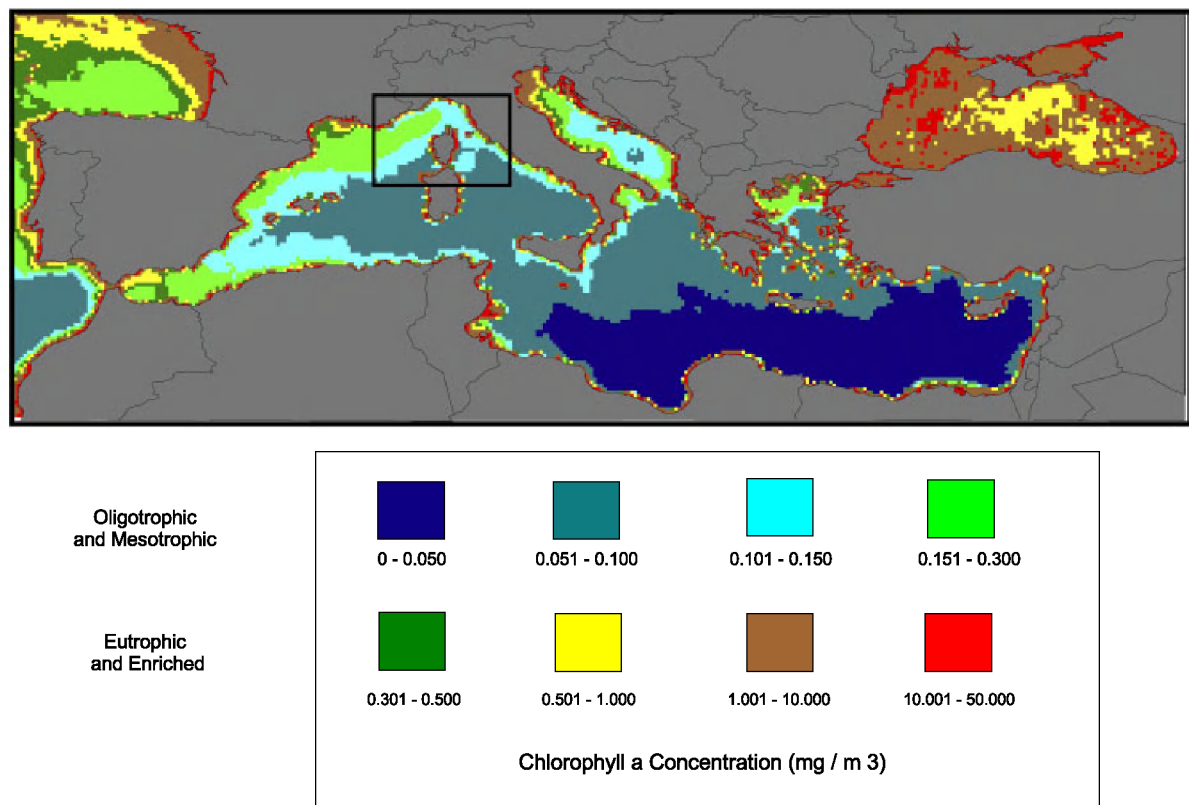 Oligotrophic
and Mesotrophic
0 - 0.050
0.051 - 0.100
0.101 - 0.150
0.151 - 0.300
Eutrophic
and Enriched
0.301 - 0.500
0.501 - 1.000
1.001 - 10.000
10.001 - 50.000
Chlorophyll a Concentration (mg / m 3)